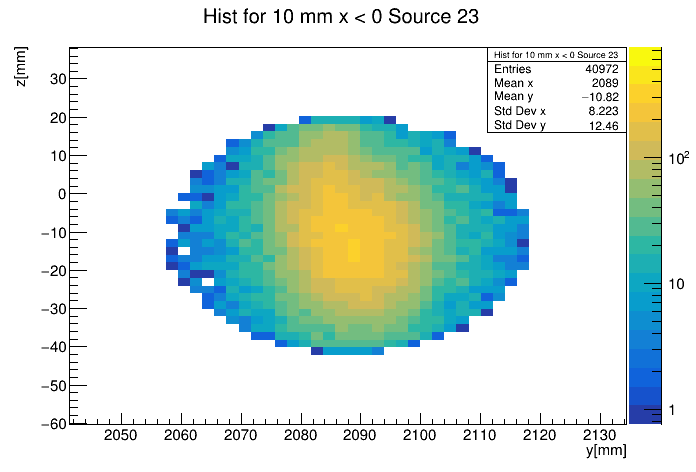 Hist for 10 mm x < 0 Source 23
z[mm]
Hist for 10 mm x < 0 Source 23
Entries 40972
Mean x 2089
Mean y −10.82
Std Dev x 8.223
Std Dev y 12.46
30
20
10
0
−10
−20
−30
−40
−50
−60
10²
10
1
2050 2060 2070 2080 2090 2100 2110 2120 2130
y[mm]